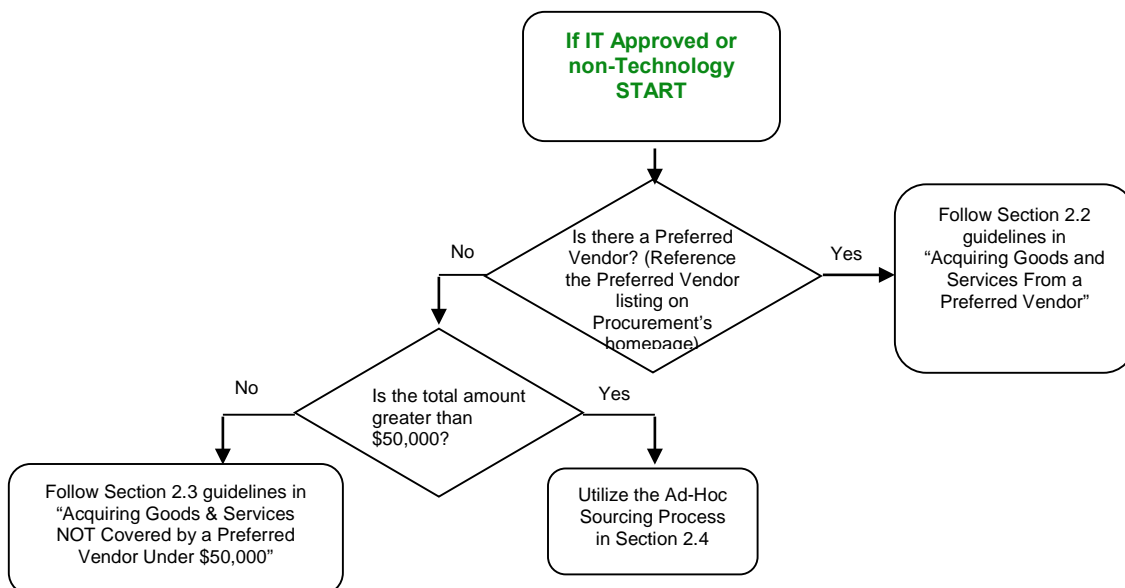 If IT Approved or
non-Technology
START
Is there a Preferred
Vendor? (Reference
the Preferred Vendor
listing on
Procurement’s
homepage)
No
Yes
Follow Section 2.2
guidelines in
“Acquiring Goods and
Services From a
Preferred Vendor”
Is the total amount
greater than
$50,000?
No
Yes
Follow Section 2.3 guidelines in
“Acquiring Goods & Services
NOT Covered by a Preferred
Vendor Under $50,000”
Utilize the Ad-Hoc
Sourcing Process
in Section 2.4